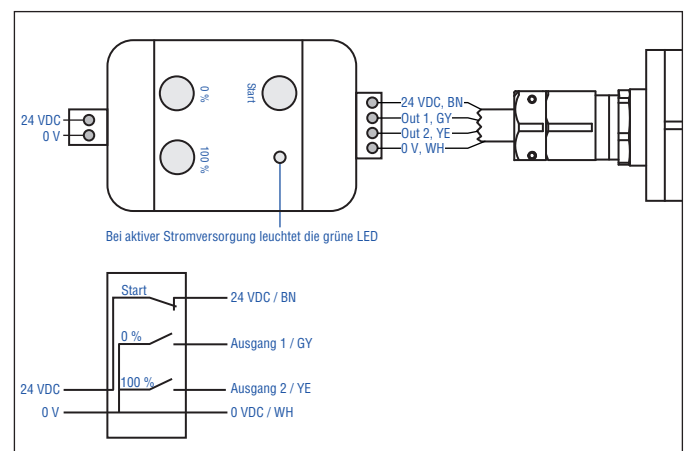 0 %
Start
100 %
24 VDC
0 V
24 VDC, BN
Out 1, GY
Out 2, YE
0 V, WH
Bei aktiver Stromversorgung leuchtet die grüne LED
Start
24 VDC / BN
0 %
Ausgang 1 / GY
100 %
24 VDC
Ausgang 2 / YE
0 V
0 VDC / WH